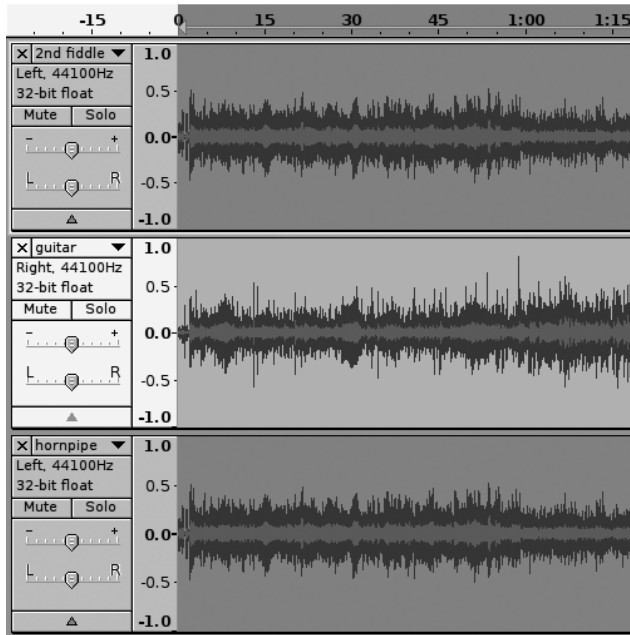 -15 0 15 30 45 1:00 1:15
2nd fiddle 1.0
Left, 44100Hz
32-bit float 0.5
Mute Solo
- + 0.0
L R -0.5
-1.0
guitar 1.0
Right, 44100Hz
32-bit float 0.5
Mute Solo
- + 0.0
L R -0.5
-1.0
hornpipe 1.0
Left, 44100Hz
32-bit float 0.5
Mute Solo
- + 0.0
L R -0.5
-1.0